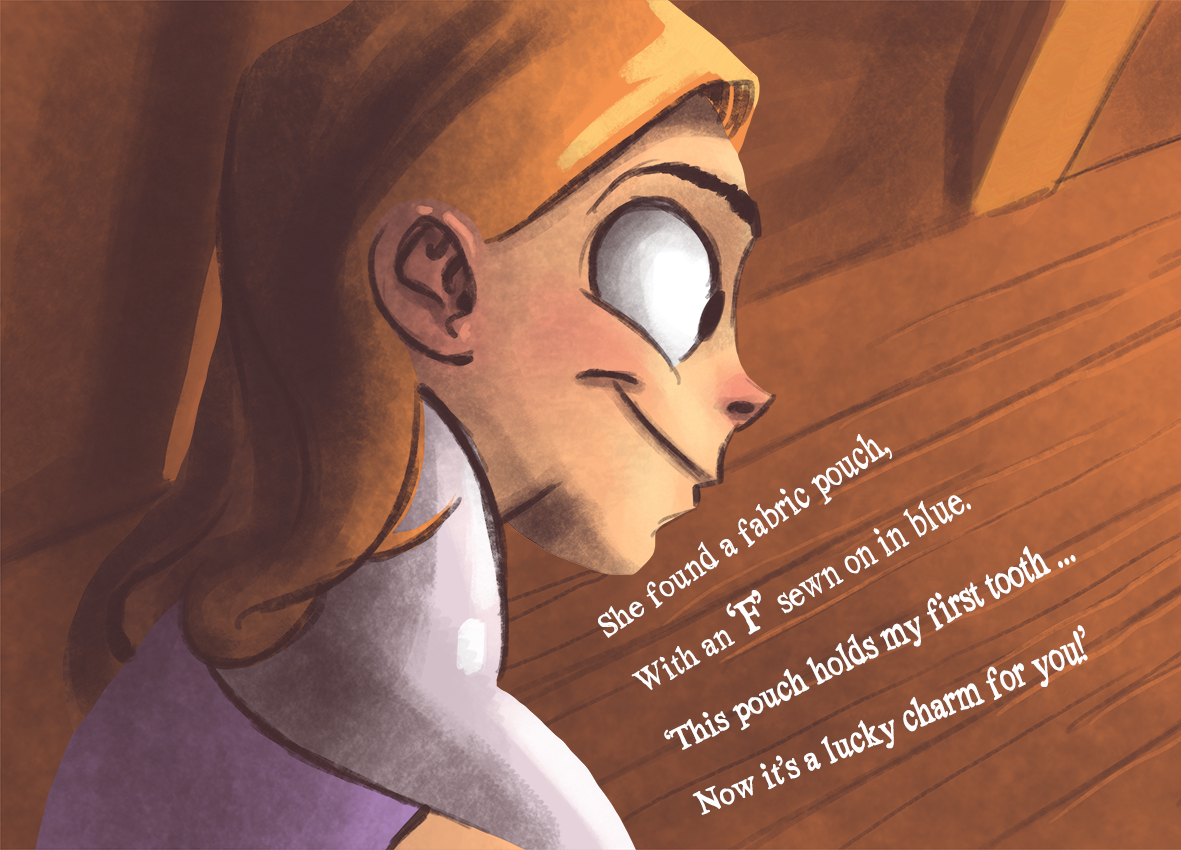 She found a fabric pouch,
With an ‘F’ sewn on in blue.
‘This pouch holds my first tooth ...
Now it’s a lucky charm for you!’